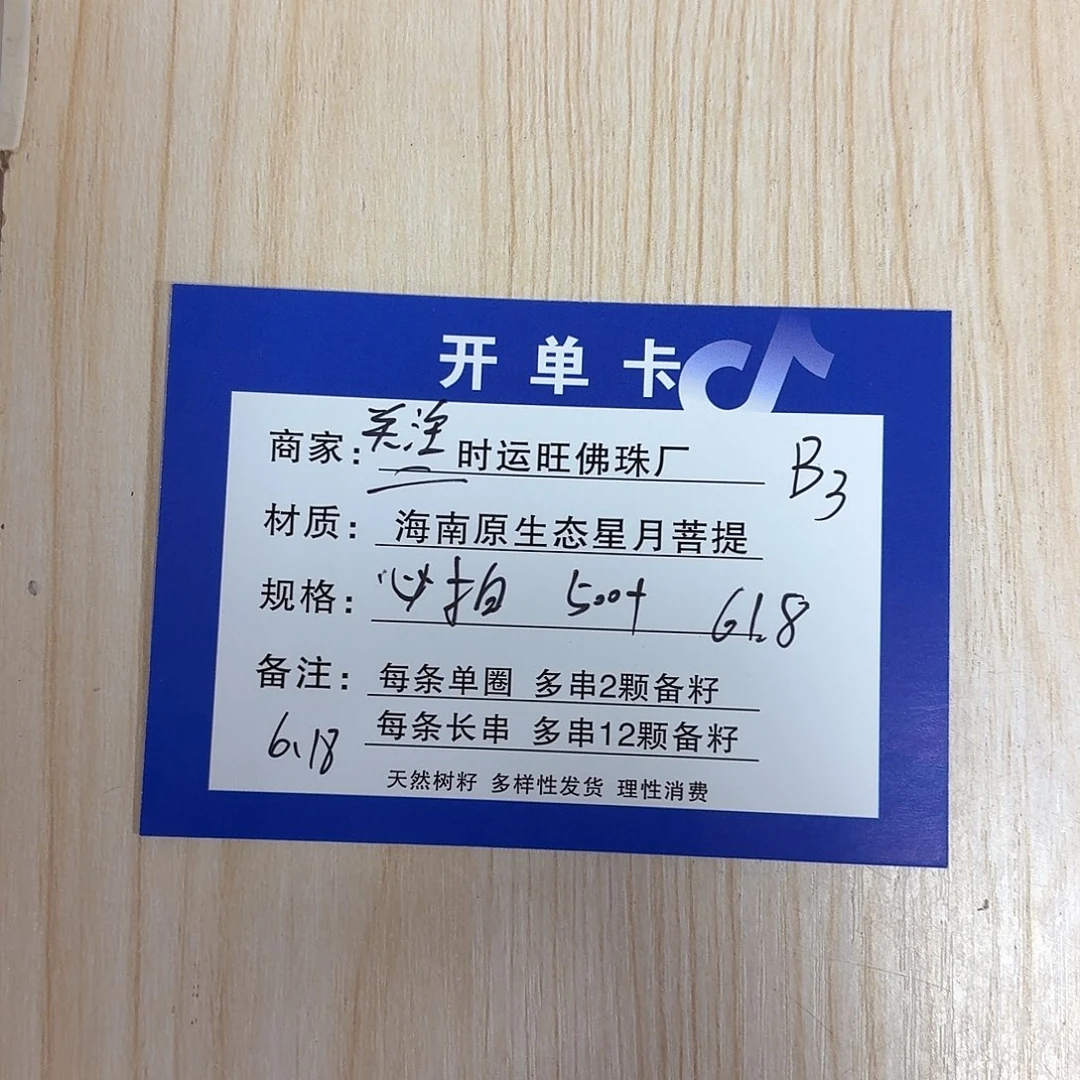 开单卡
商家：关注时运旺佛珠厂 B3
材质：海南原生态星月菩提
规格：必拍 500+ 61.8
备注：每条单圈 多串2颗备籽
每条长串 多串12颗备籽
6.18
天然树籽 多样性发货 理性消费